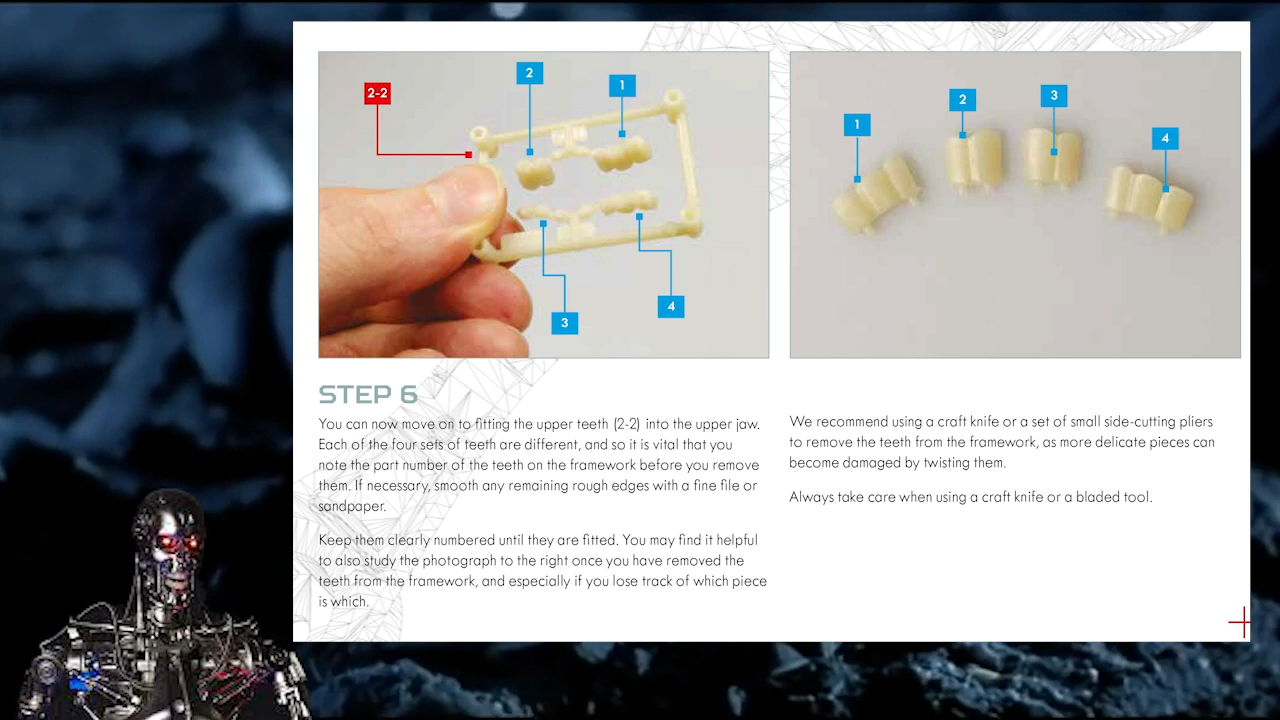 2-2
2
1
3
4
1
2
3
4
STEP 6
You can now move on to fitting the upper teeth (2-2) into the upper jaw.
Each of the four sets of teeth are different, and so it is vital that you
note the part number of the teeth on the framework before you remove
them. If necessary, smooth any remaining rough edges with a fine file or
sandpaper.
Keep them clearly numbered until they are fitted. You may find it helpful
to also study the photograph to the right once you have removed the
teeth from the framework, and especially if you lose track of which piece
is which.
We recommend using a craft knife or a set of small side-cutting pliers
to remove the teeth from the framework, as more delicate pieces can
become damaged by twisting them.
Always take care when using a craft knife or a bladed tool.